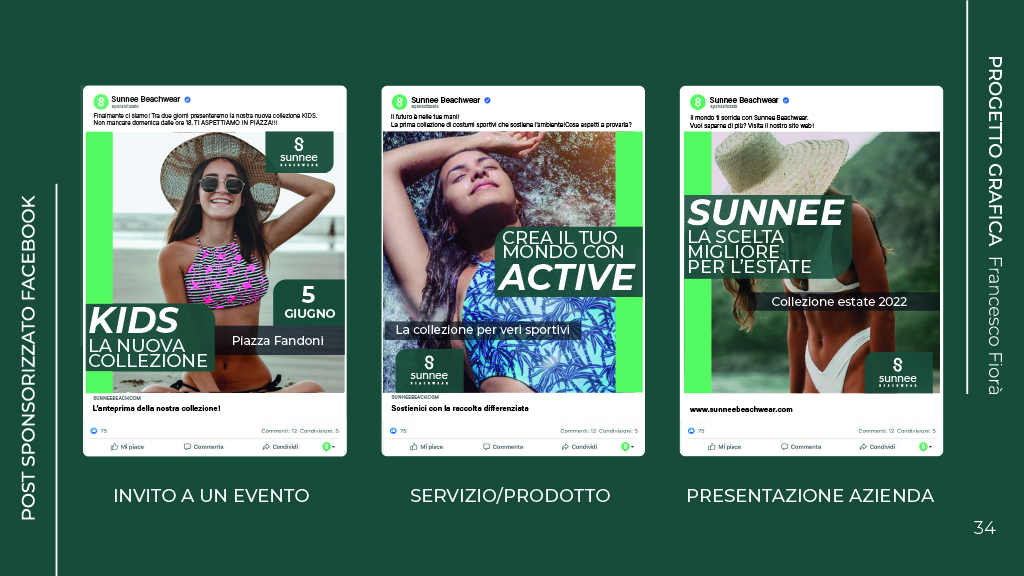 POST SPONSORIZZATO FACEBOOK
PROGETTO GRAFICA Francesco Fiorà
Sunnee Beachwear
sponsorizzato
Finalmente ci siamo! Tra due giorni presenteremo la nostra nuova collezione KIDS.
Non mancare domenica dalle ore 18. TI ASPETTIAMO IN PIAZZA!!!
sunnee
BEACHWEAR
5
GIUGNO
KIDS
LA NUOVA
COLLEZIONE
Piazza Fandoni
SUNNEEBEACH.COM
L'anteprima della nostra collezione!
75
Commenti: 12 Condivisioni: 5
Mi piace
Commenta
Condividi
INVITO A UN EVENTO
Sunnee Beachwear
sponsorizzato
Il futuro è nelle tue mani!
La prima collezione di costumi sportivi che sostiene l'ambiente!Cosa aspetti a provarla?
CREA IL TUO
MONDO CON
ACTIVE
La collezione per veri sportivi
sunnee
BEACHWEAR
SUNNEEBEACH.COM
Sostienici con la raccolta differenziata
75
Commenti: 12 Condivisioni: 5
Mi piace
Commenta
Condividi
SERVIZIO/PRODOTTO
Sunnee Beachwear
sponsorizzato
Il mondo ti sorride con Sunnee Beachwear.
Vuoi saperne di più? Visita il nostro sito web!
SUNNEE
LA SCELTA
MIGLIORE
PER L'ESTATE
Collezione estate 2022
sunnee
BEACHWEAR
www.sunneebeachwear.com
75
Commenti: 12 Condivisioni: 5
Mi piace
Commenta
Condividi
PRESENTAZIONE AZIENDA
34